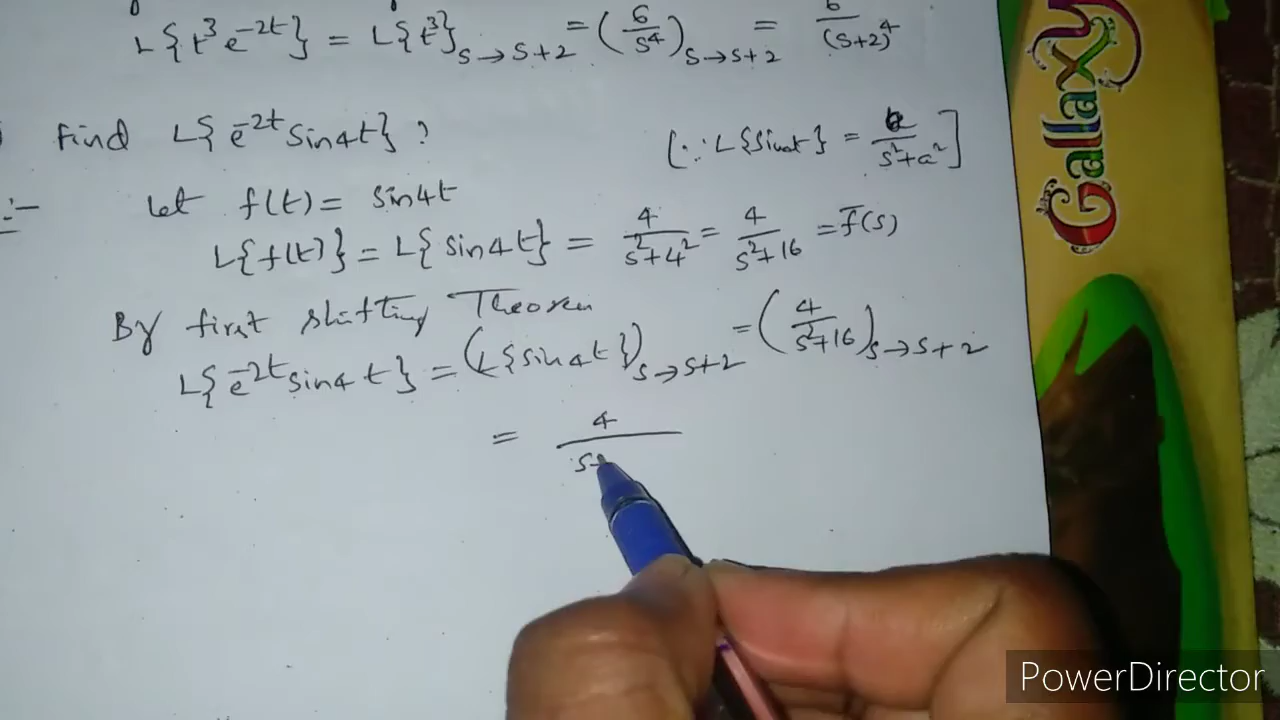 L{t³ e⁻²ᵗ} = L{t³}ₛ→ₛ₊₂ = (6/s⁴)ₛ→ₛ₊₂ = 6/(s+2)⁴
Find L{e⁻²ᵗ sin4t}? [∵ L{sinat} = a/(s²+a²)]
:- Let f(t) = sin4t
L{f(t)} = L{sin4t} = 4/(s²+4²) = 4/(s²+16) = f̄(s)
By first shifting Theorem
L{e⁻²ᵗ sin4t} = (L{sin4t})ₛ→ₛ₊₂ = (4/(s²+16))ₛ→ₛ₊₂
= 4/(s+
GallaXy
PowerDirector